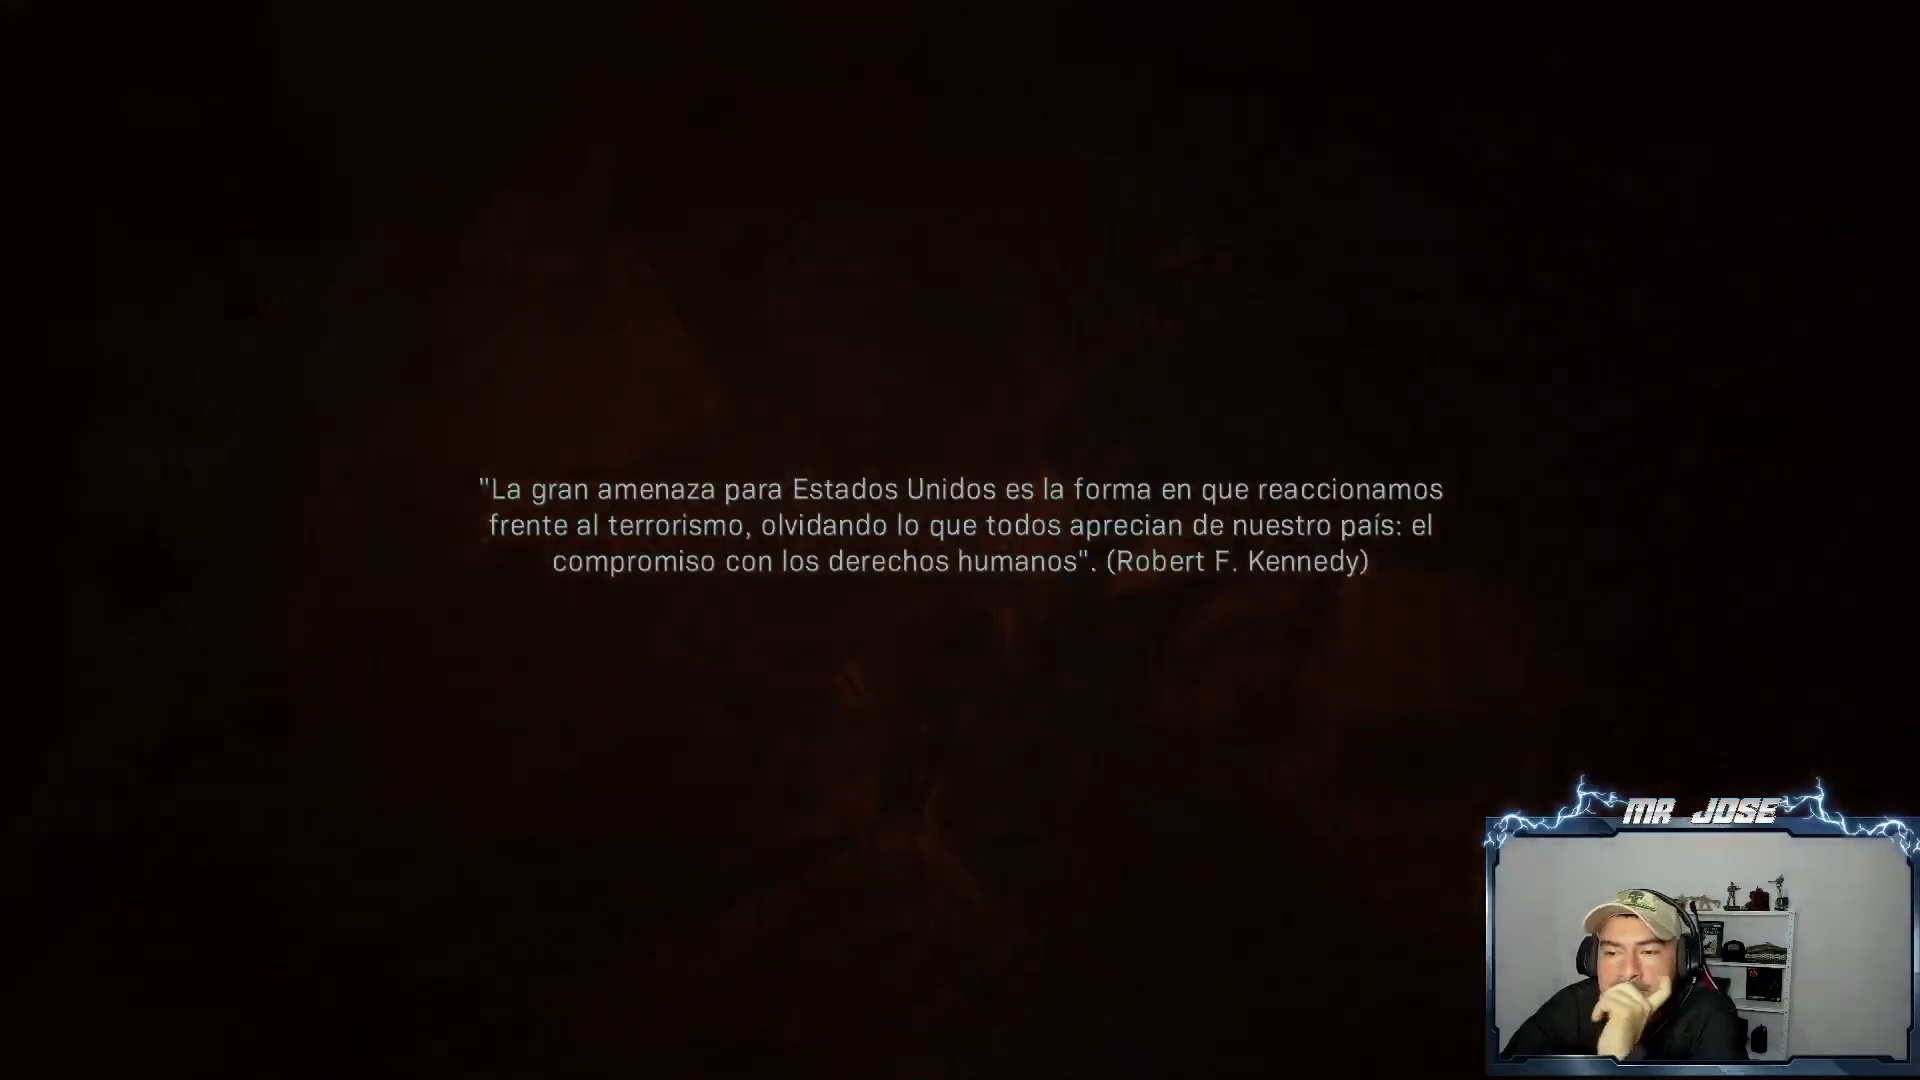 "La gran amenaza para Estados Unidos es la forma en que reaccionamos
frente al terrorismo, olvidando lo que todos aprecian de nuestro país: el
compromiso con los derechos humanos". (Robert F. Kennedy)
MR JOSE